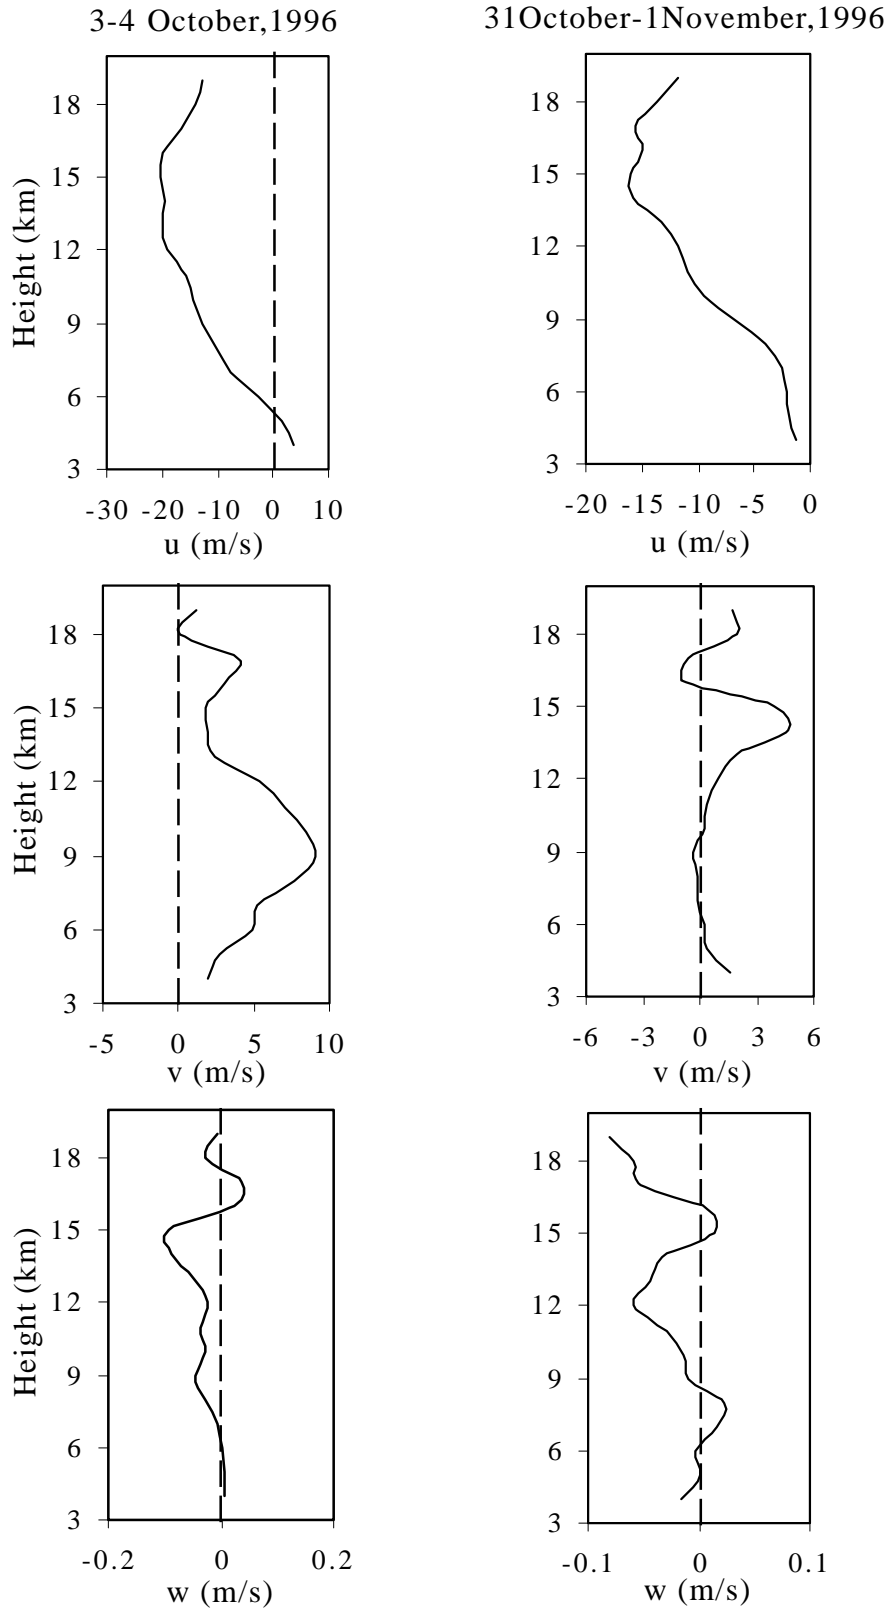 3-4 October,1996
31October-1November,1996
18
15
12
9
6
3
Height (km)
-30 -20 -10 0 10
u (m/s)
18
15
12
9
6
3
-20 -15 -10 -5 0
u (m/s)
18
15
12
9
6
3
Height (km)
-5 0 5 10
v (m/s)
18
15
12
9
6
3
-6 -3 0 3 6
v (m/s)
18
15
12
9
6
3
Height (km)
-0.2 0 0.2
w (m/s)
18
15
12
9
6
3
-0.1 0 0.1
w (m/s)